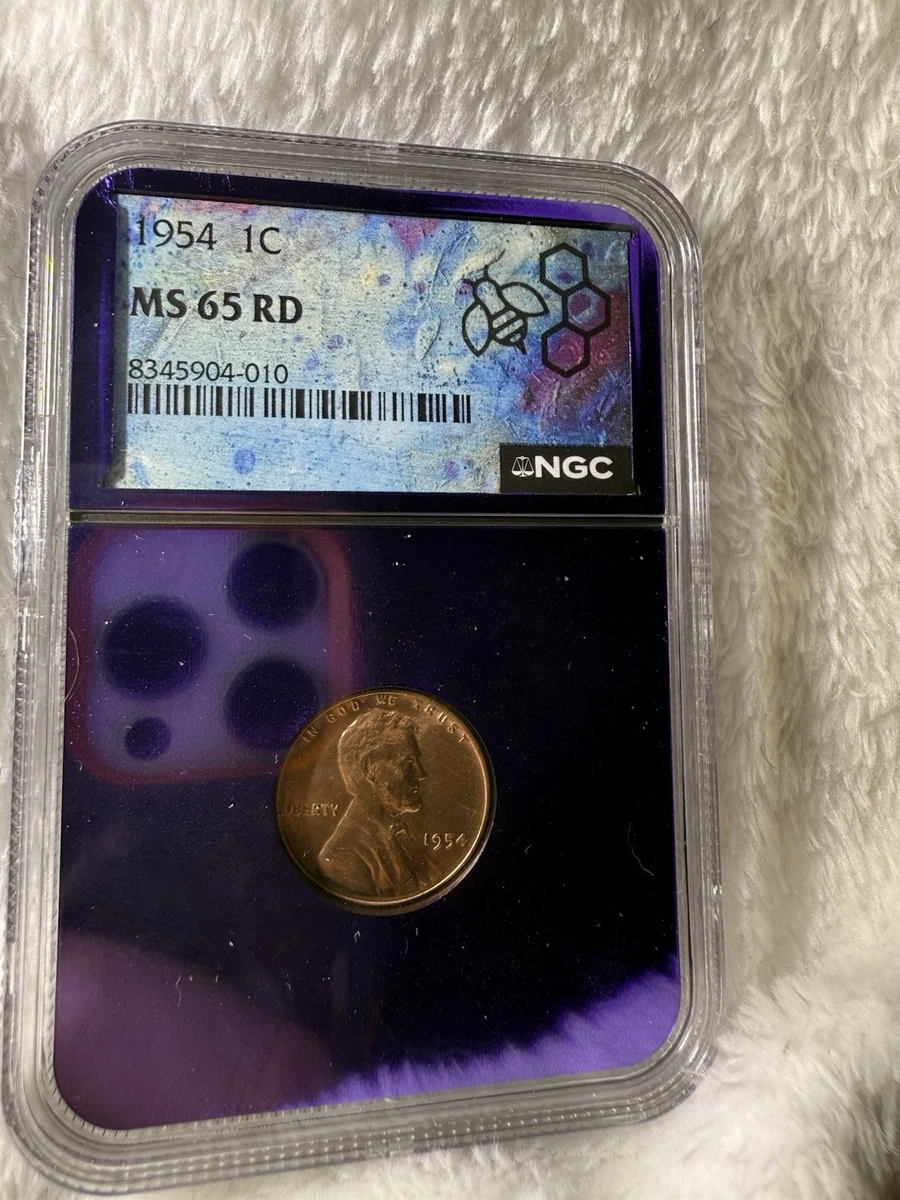 1954 1C
MS 65 RD
8345904-010
NGC
IN GOD WE TRUST
LIBERTY
1954